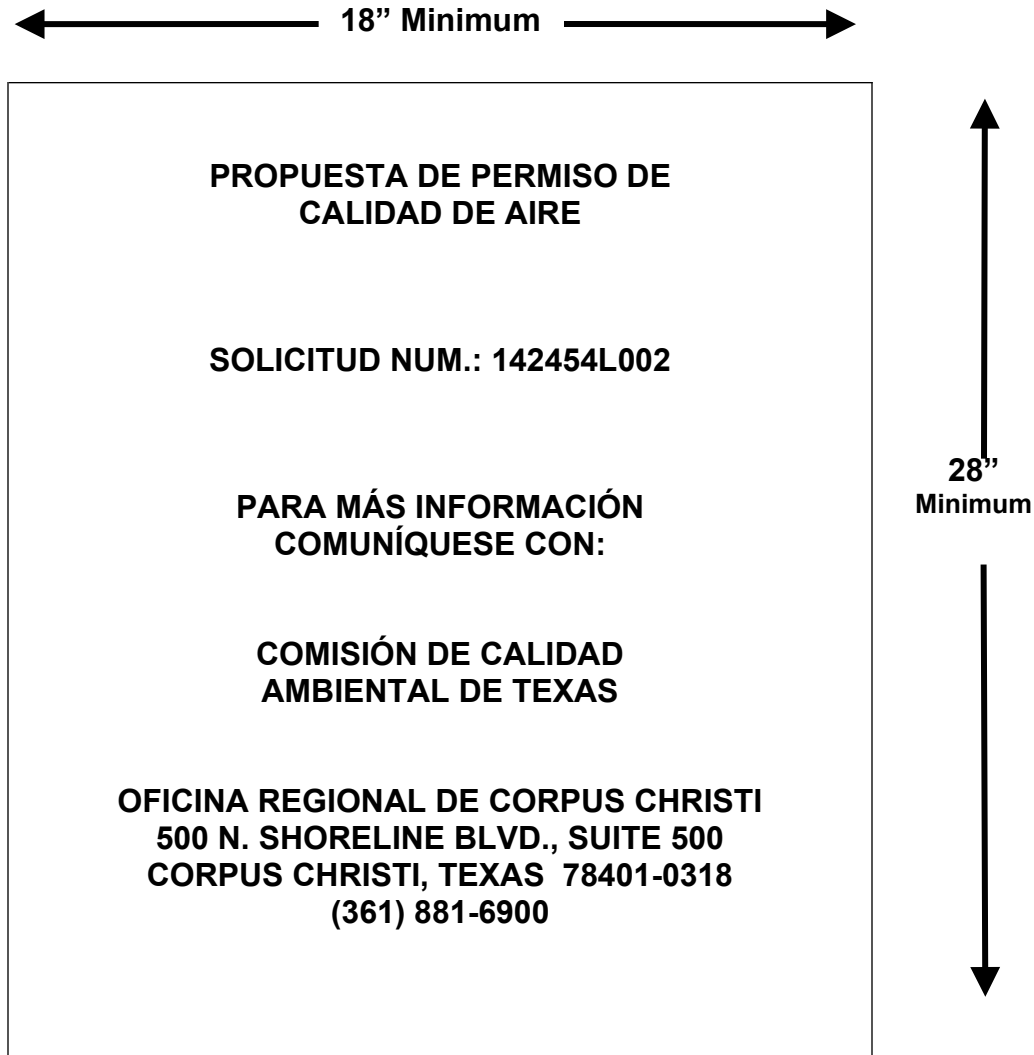 18” Minimum
PROPUESTA DE PERMISO DE
CALIDAD DE AIRE
SOLICITUD NUM.: 142454L002
PARA MÁS INFORMACIÓN
COMUNÍQUESE CON:
COMISIÓN DE CALIDAD
AMBIENTAL DE TEXAS
OFICINA REGIONAL DE CORPUS CHRISTI
500 N. SHORELINE BLVD., SUITE 500
CORPUS CHRISTI, TEXAS 78401-0318
(361) 881-6900
28”
Minimum